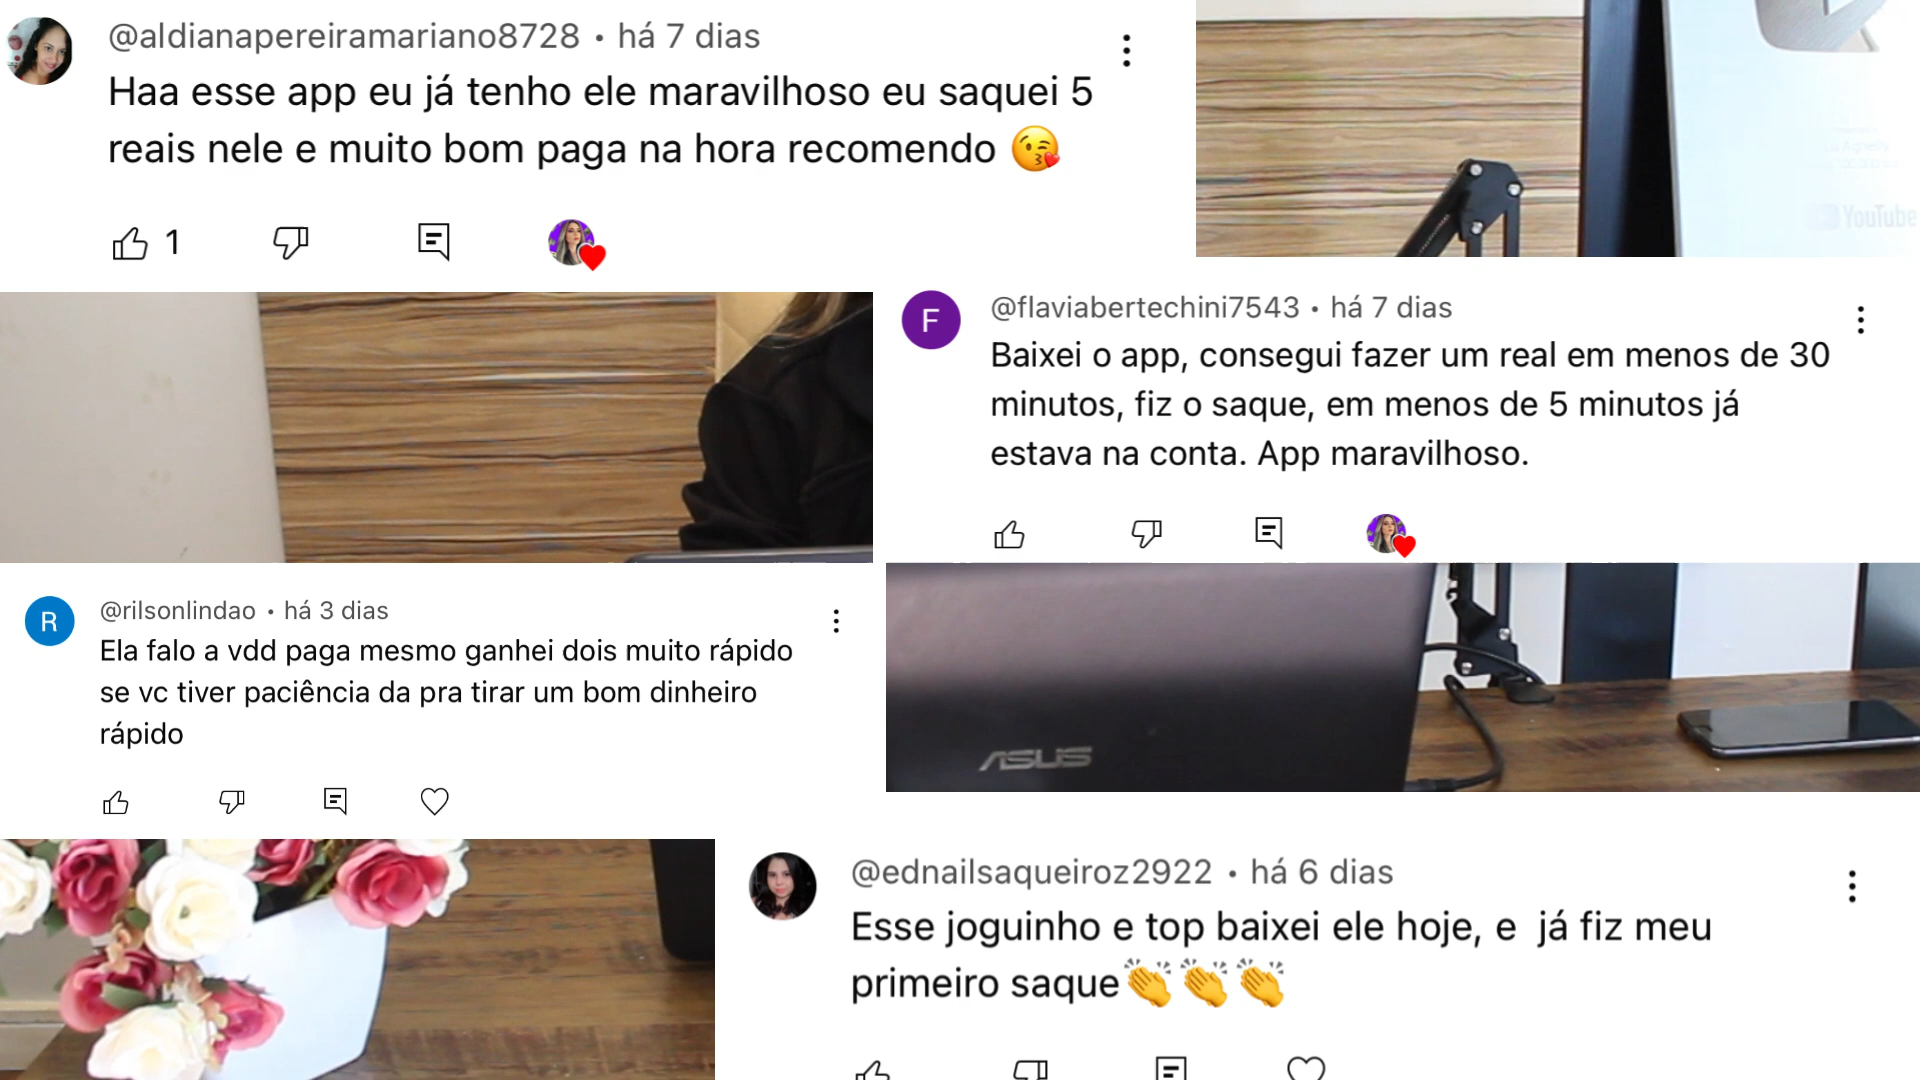 @aldianapereiramariano8728 • há 7 dias
Haa esse app eu já tenho ele maravilhoso eu saquei 5
reais nele e muito bom paga na hora recomendo 😘
1
YouTube
F
@flaviabertechini7543 • há 7 dias
Baixei o app, consegui fazer um real em menos de 30
minutos, fiz o saque, em menos de 5 minutos já
estava na conta. App maravilhoso.
R
@rilsonlindao • há 3 dias
Ela falo a vdd paga mesmo ganhei dois muito rápido
se vc tiver paciência da pra tirar um bom dinheiro
rápido
ASUS
@ednailsaqueiroz2922 • há 6 dias
Esse joguinho e top baixei ele hoje, e já fiz meu
primeiro saque👏👏👏